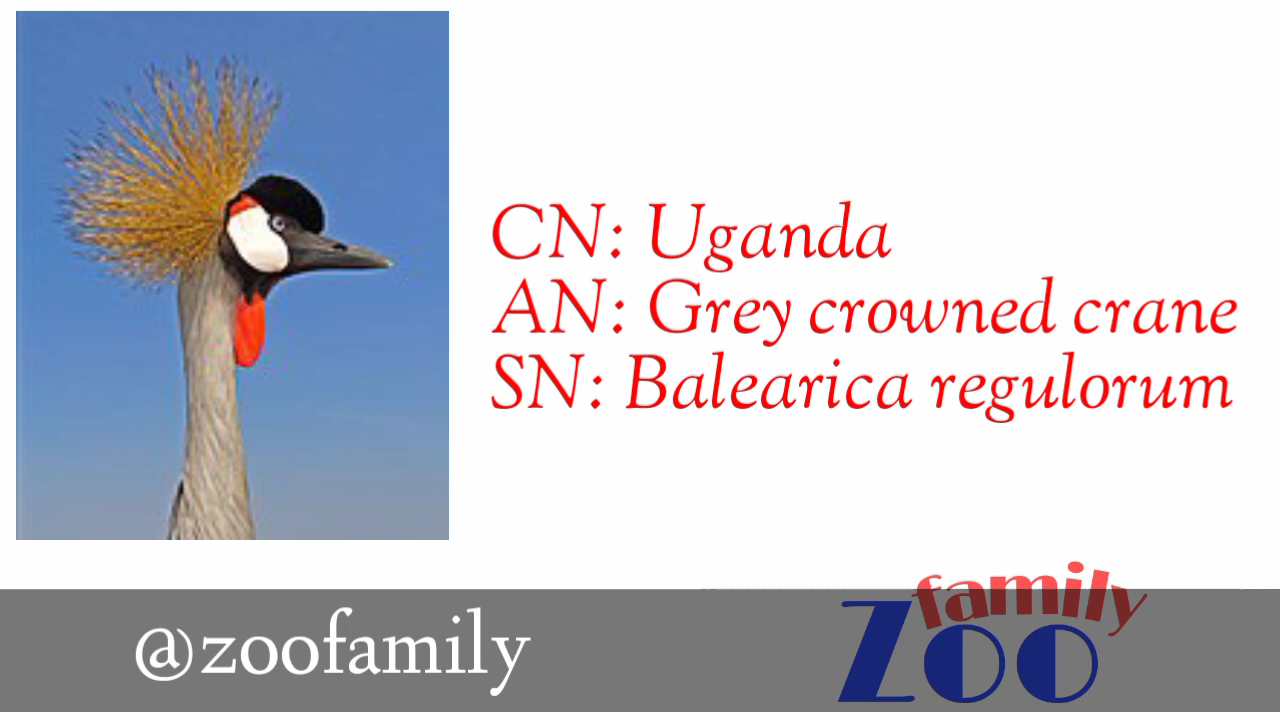 CN: Uganda
AN: Grey crowned crane
SN: Balearica regulorum
@zoofamily
family
Zoo